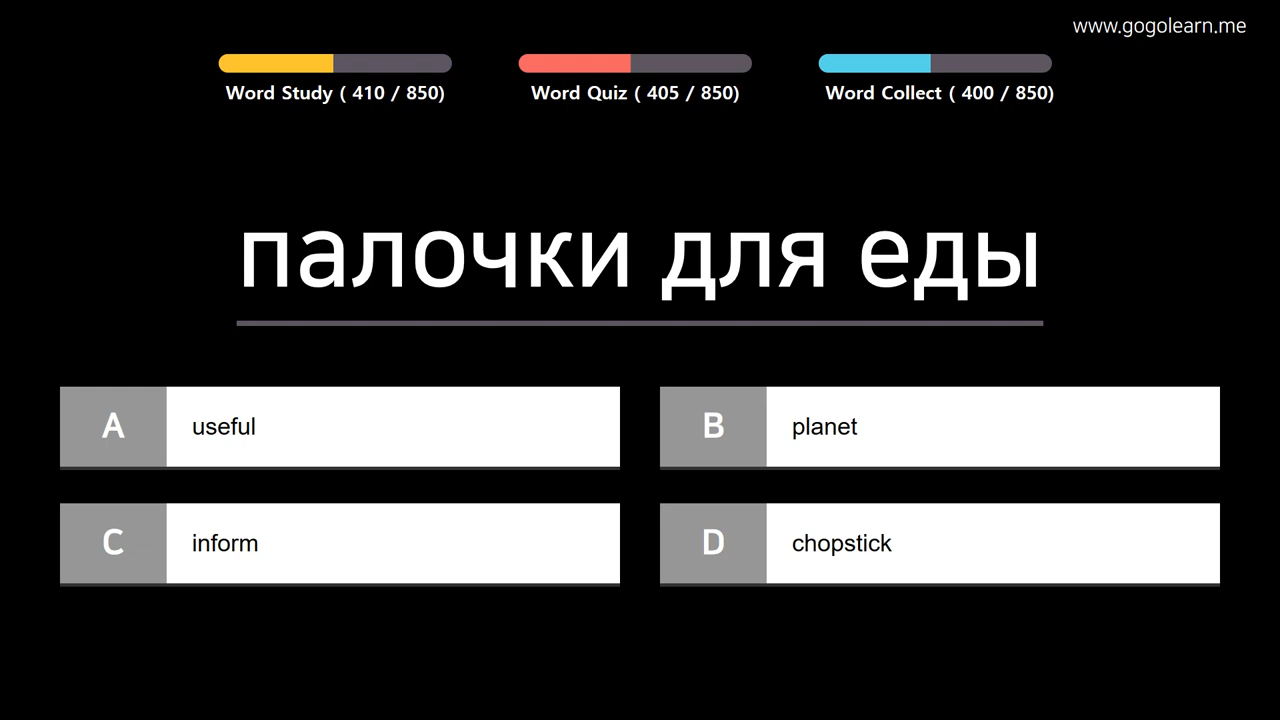 www.gogolearn.me
Word Study ( 410 / 850)
Word Quiz ( 405 / 850)
Word Collect ( 400 / 850)
палочки для еды
A useful
B planet
C inform
D chopstick